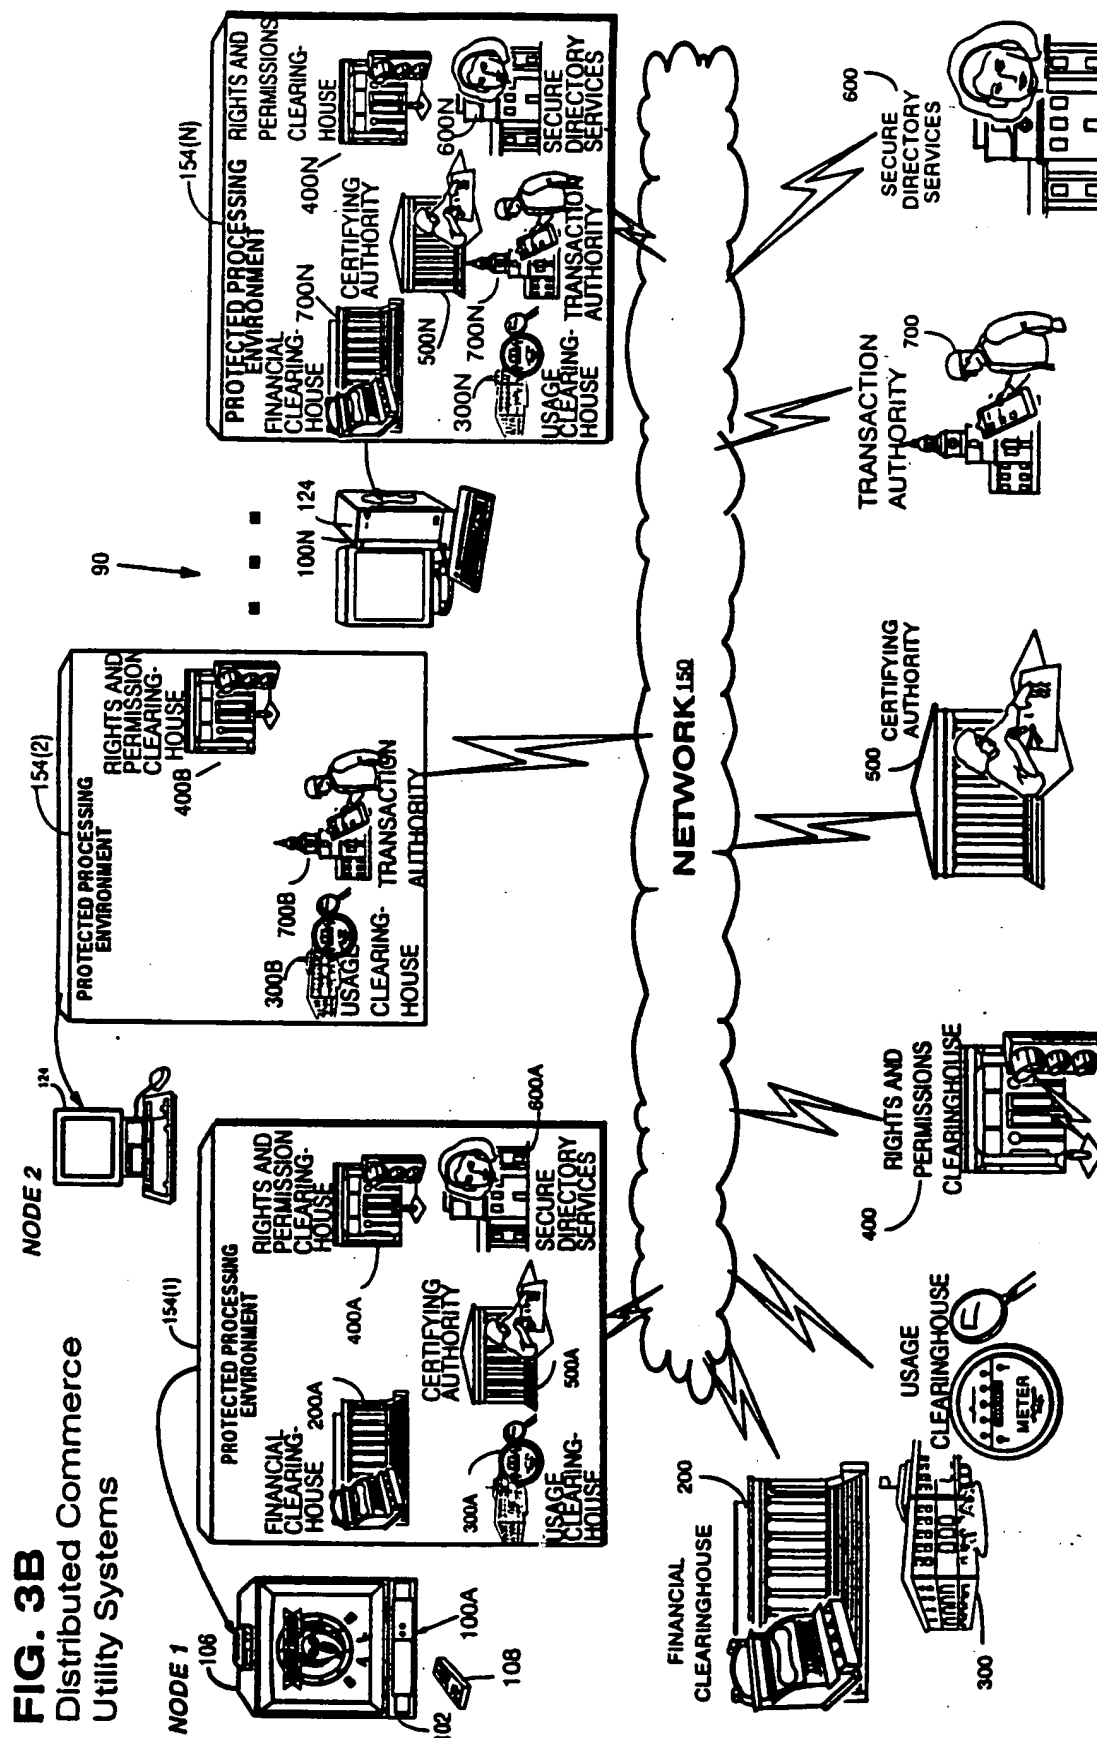 FIG. 3B
Distributed Commerce
Utility Systems
NODE 1
106
102
100A
108
154(1)
PROTECTED PROCESSING
ENVIRONMENT
FINANCIAL
CLEARING-
HOUSE
200A
RIGHTS AND
PERMISSION
CLEARING-
HOUSE
400A
CERTIFYING
AUTHORITY
500A
300A
USAGE
CLEARING-
HOUSE
600A
SECURE
DIRECTORY
SERVICES
NODE 2
124
154(2)
PROTECTED PROCESSING
ENVIRONMENT
RIGHTS AND
PERMISSION
CLEARING-
HOUSE
400B
300B
USAGE
CLEARING-
HOUSE
700B
TRANSACTION
AUTHORITY
90
100N
124
154(N)
PROTECTED PROCESSING
ENVIRONMENT
FINANCIAL
CLEARING-
HOUSE
700N
RIGHTS AND
PERMISSIONS
CLEARING-
HOUSE
400N
CERTIFYING
AUTHORITY
500N
600N
SECURE
DIRECTORY
SERVICES
300N
USAGE
CLEARING-
HOUSE
700N
TRANSACTION
AUTHORITY
NETWORK 150
FINANCIAL
CLEARINGHOUSE
200
USAGE
CLEARINGHOUSE
METER
300
RIGHTS AND
PERMISSIONS
CLEARINGHOUSE
400
500
CERTIFYING
AUTHORITY
TRANSACTION
AUTHORITY
700
600
SECURE
DIRECTORY
SERVICES